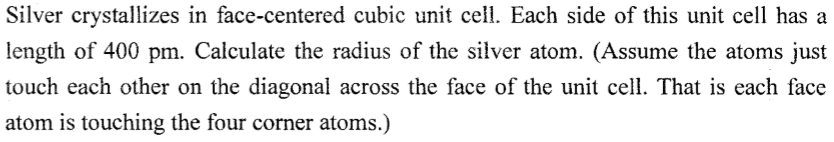 Silver crystallizes in face-centered cubic unit cell. Each side of this unit cell has a
length of 400 pm. Calculate the radius of the silver atom. (Assume the atoms just
touch each other on the diagonal across the face of the unit cell. That is each face
atom is touching the four corner atoms.)